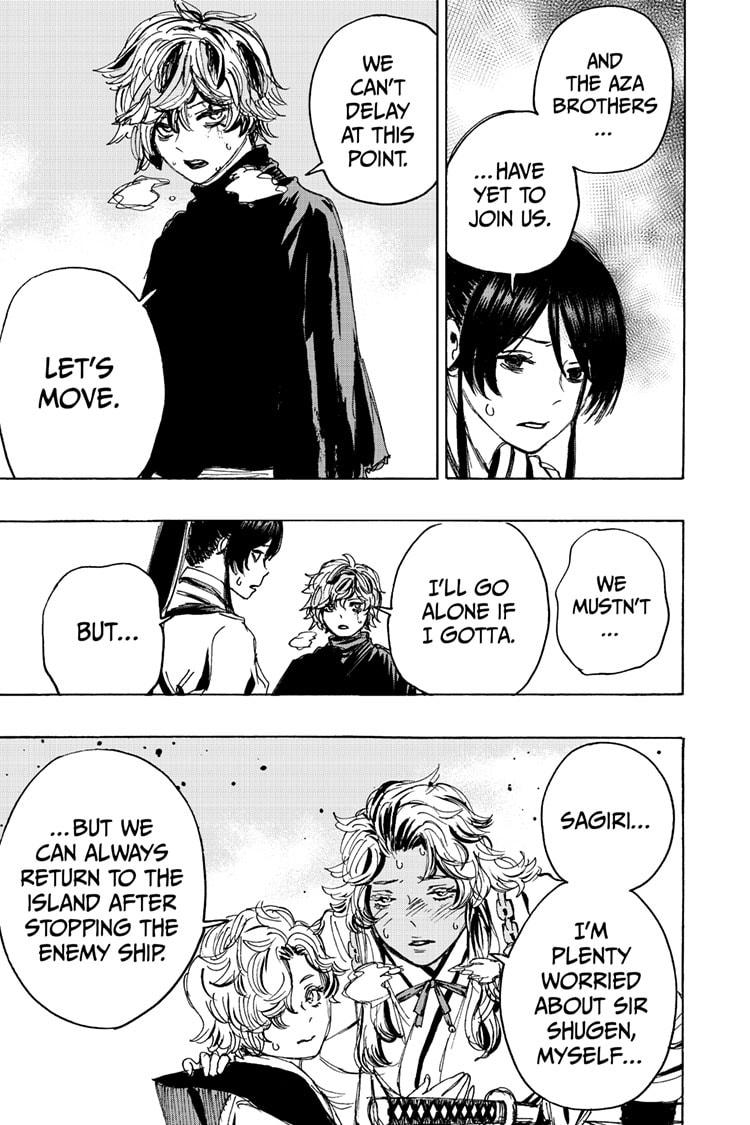 AND
THE AZA
BROTHERS
...
...HAVE
YET TO
JOIN US.
WE
CAN'T
DELAY
AT THIS
POINT.
LET'S
MOVE.
WE
MUSTN'T
...
I'LL GO
ALONE IF
I GOTTA.
BUT...
SAGIRI...
I'M
PLENTY
WORRIED
ABOUT SIR
SHUGEN,
MYSELF...
...BUT WE
CAN ALWAYS
RETURN TO THE
ISLAND AFTER
STOPPING THE
ENEMY SHIP.